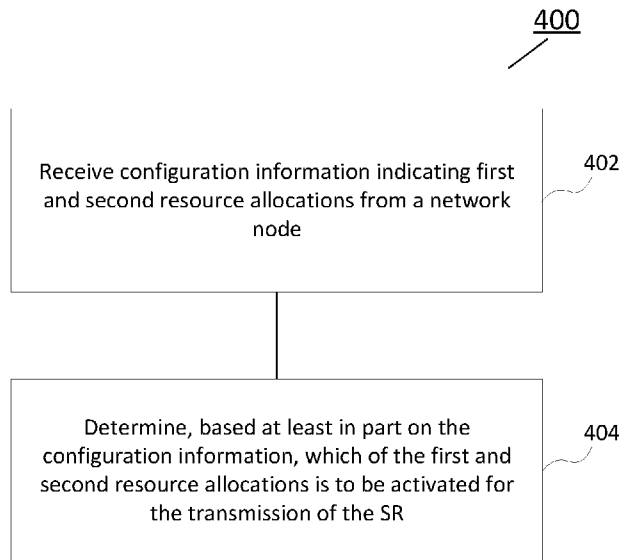 400
Receive configuration information indicating first
and second resource allocations from a network
node
402
Determine, based at least in part on the
configuration information, which of the first and
second resource allocations is to be activated for
the transmission of the SR
404